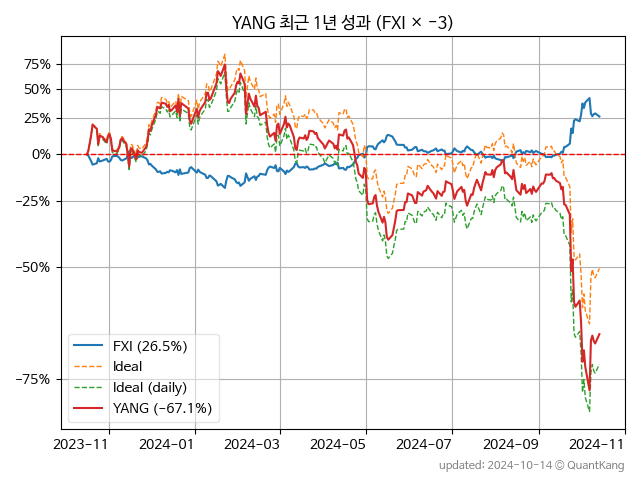 YANG 최근 1년 성과 (FXI × −3)
75%
50%
25%
0%
−25%
−50%
−75%
FXI (26.5%)
Ideal
Ideal (daily)
YANG (−67.1%)
2023-11
2024-01
2024-03
2024-05
2024-07
2024-09
2024-11
updated: 2024-10-14 © QuantKang